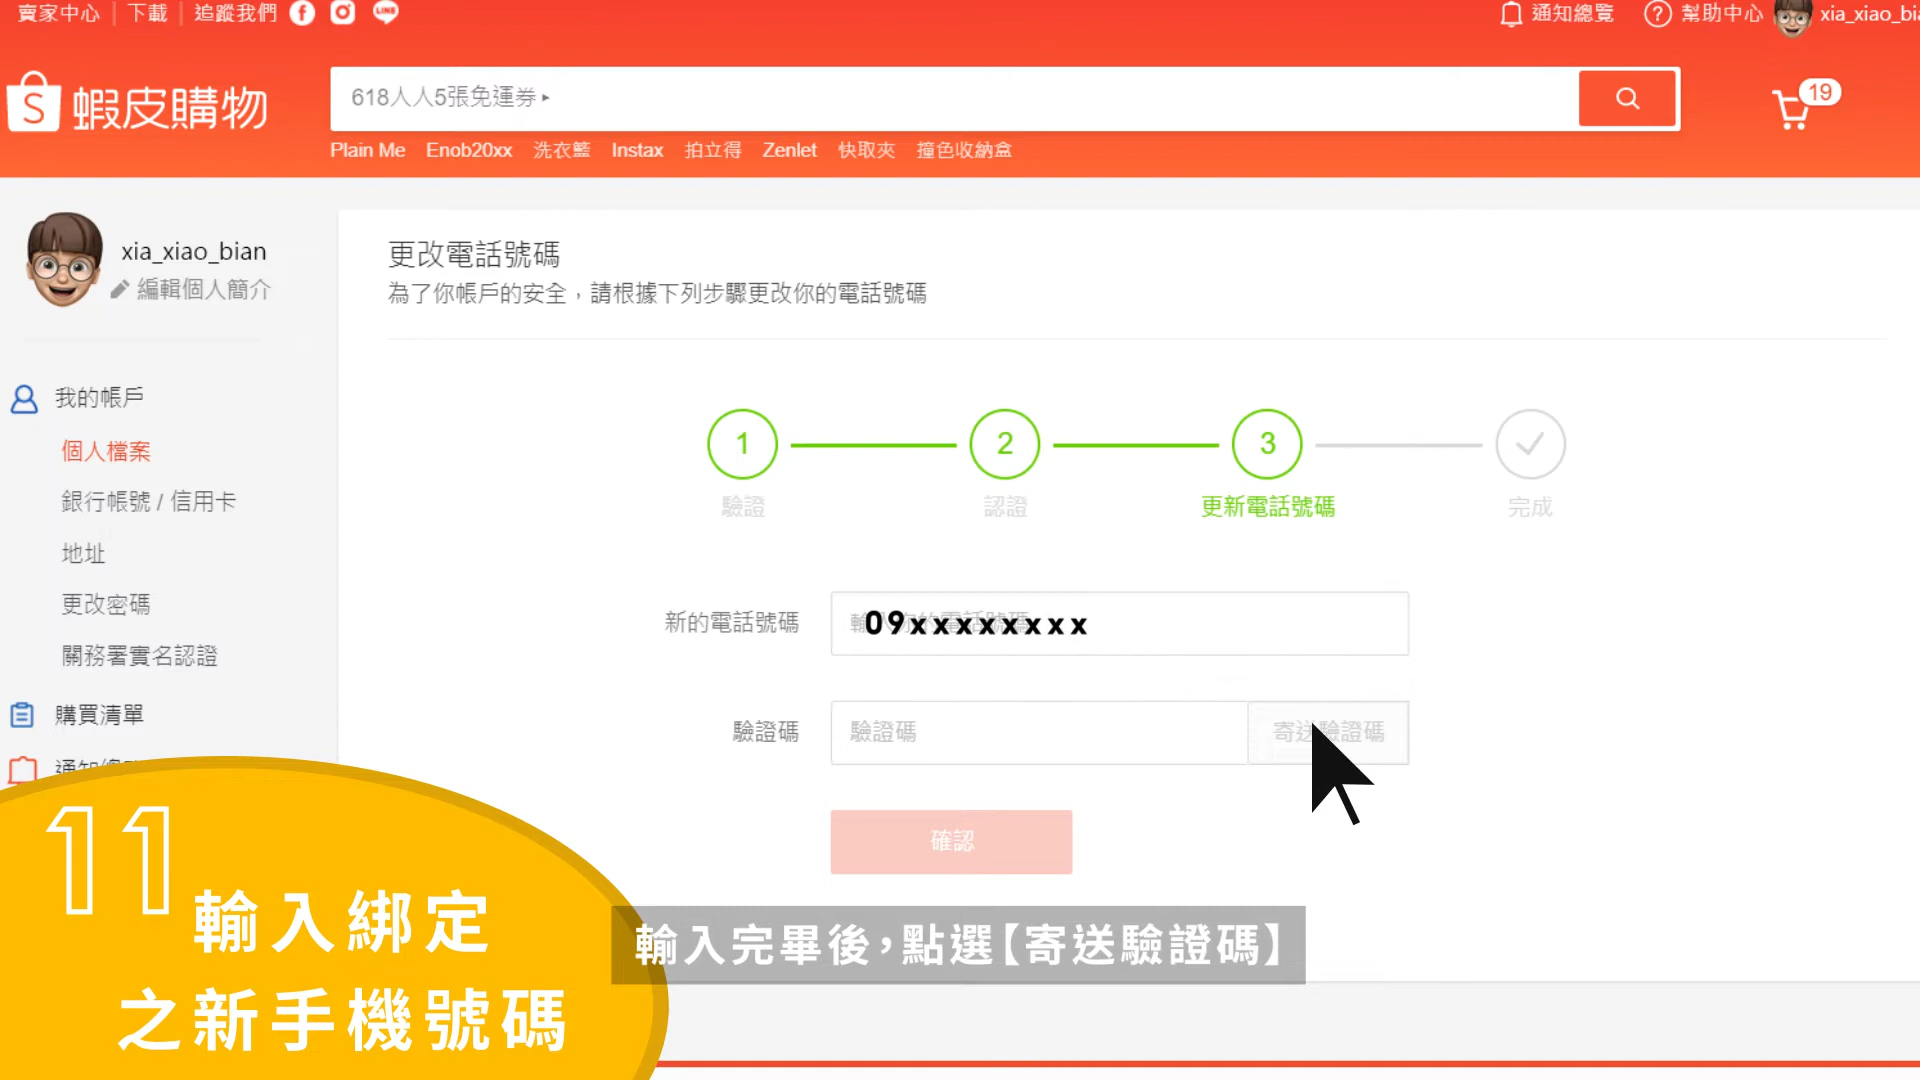 賣家中心 | 下載 | 追蹤我們
通知總覽 幫助中心
S 蝦皮購物
618人人5張免運券
19
Plain Me Enob20xx 洗衣籃 Instax 拍立得 Zenlet 快取夾 撞色收納盒
xia_xiao_bian
編輯個人簡介
我的帳戶
個人檔案
銀行帳號 / 信用卡
地址
更改密碼
關務署實名認證
購買清單
更改電話號碼
為了你帳戶的安全，請根據下列步驟更改你的電話號碼
1 2 3
驗證 認證 更新電話號碼 完成
新的電話號碼 09xxxxxxxx
驗證碼 驗證碼 寄送驗證碼
確認
11
輸入綁定
之新手機號碼
輸入完畢後，點選【寄送驗證碼】